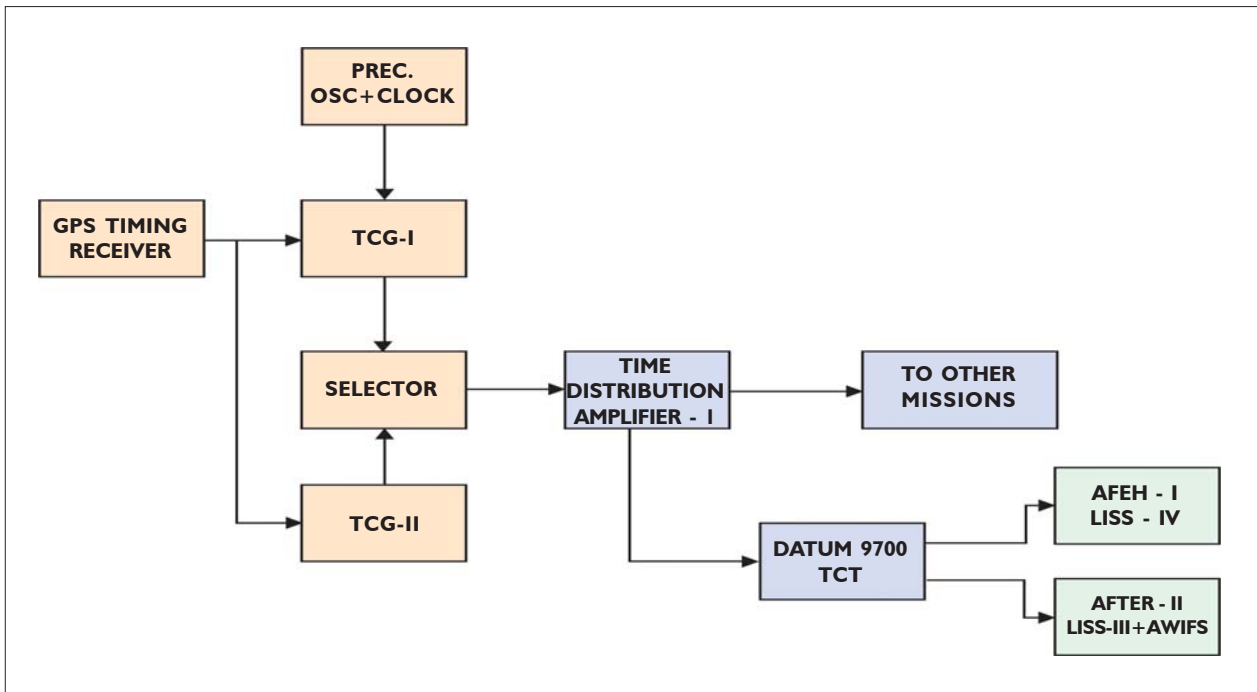 PREC.
OSC+CLOCK
GPS TIMING
RECEIVER
TCG-I
SELECTOR
TIME
DISTRIBUTION
AMPLIFIER - I
TO OTHER
MISSIONS
TCG-II
DATUM 9700
TCT
AFEH - I
LISS - IV
AFTER - II
LISS-III+AWIFS